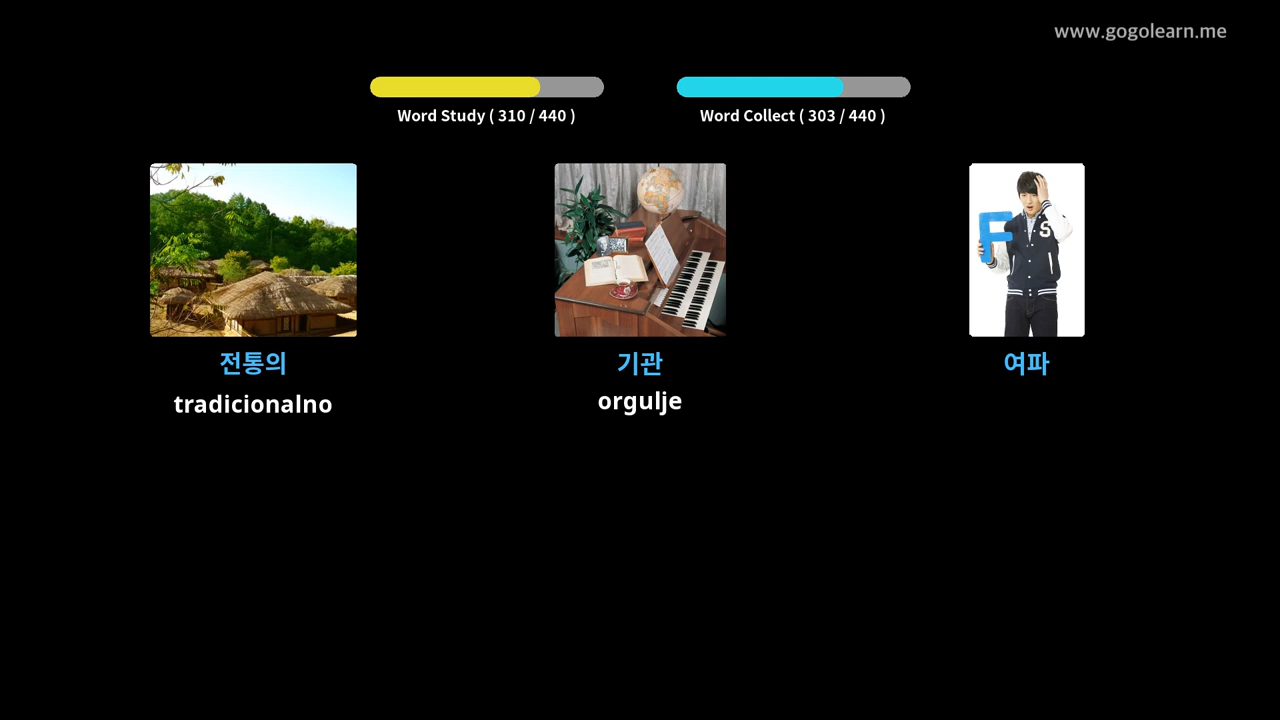 www.gogolearn.me
Word Study ( 310 / 440 )
Word Collect ( 303 / 440 )
전통의
기관
여파
tradicionalno
orgulje
F
S